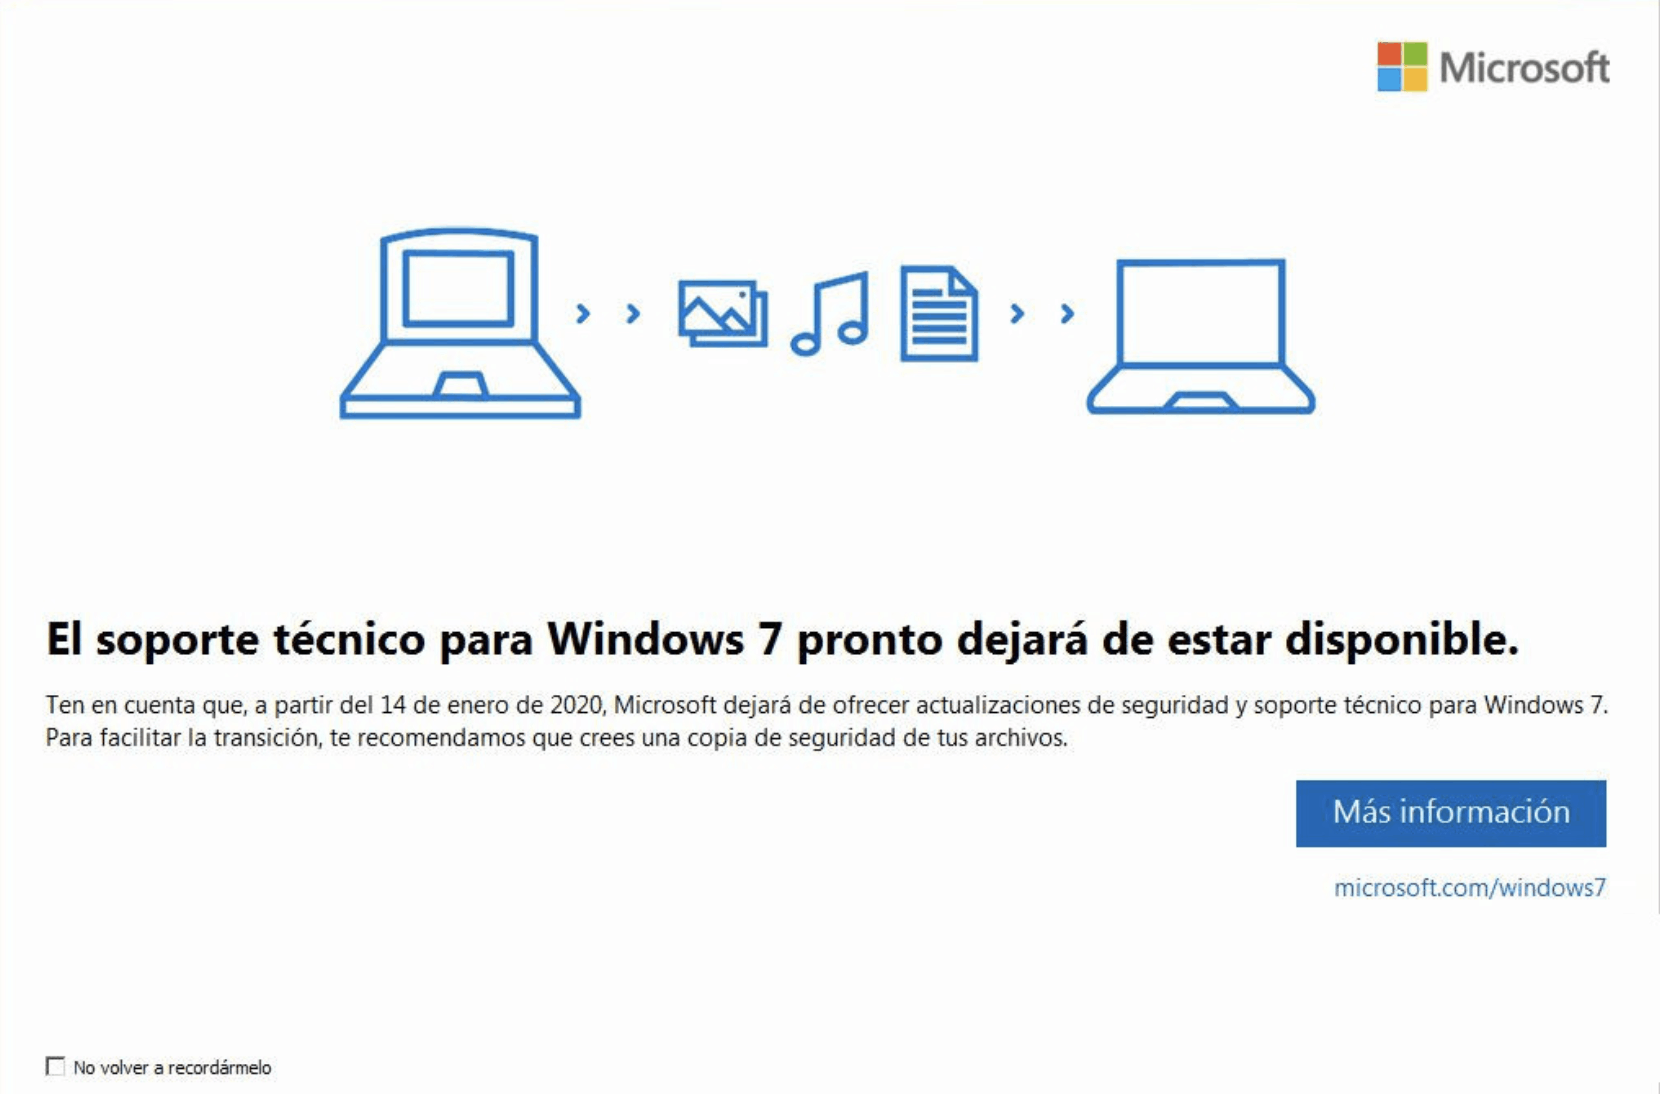 Microsoft
El soporte técnico para Windows 7 pronto dejará de estar disponible.
Ten en cuenta que, a partir del 14 de enero de 2020, Microsoft dejará de ofrecer actualizaciones de seguridad y soporte técnico para Windows 7.
Para facilitar la transición, te recomendamos que crees una copia de seguridad de tus archivos.
Más información
microsoft.com/windows7
No volver a recordármelo